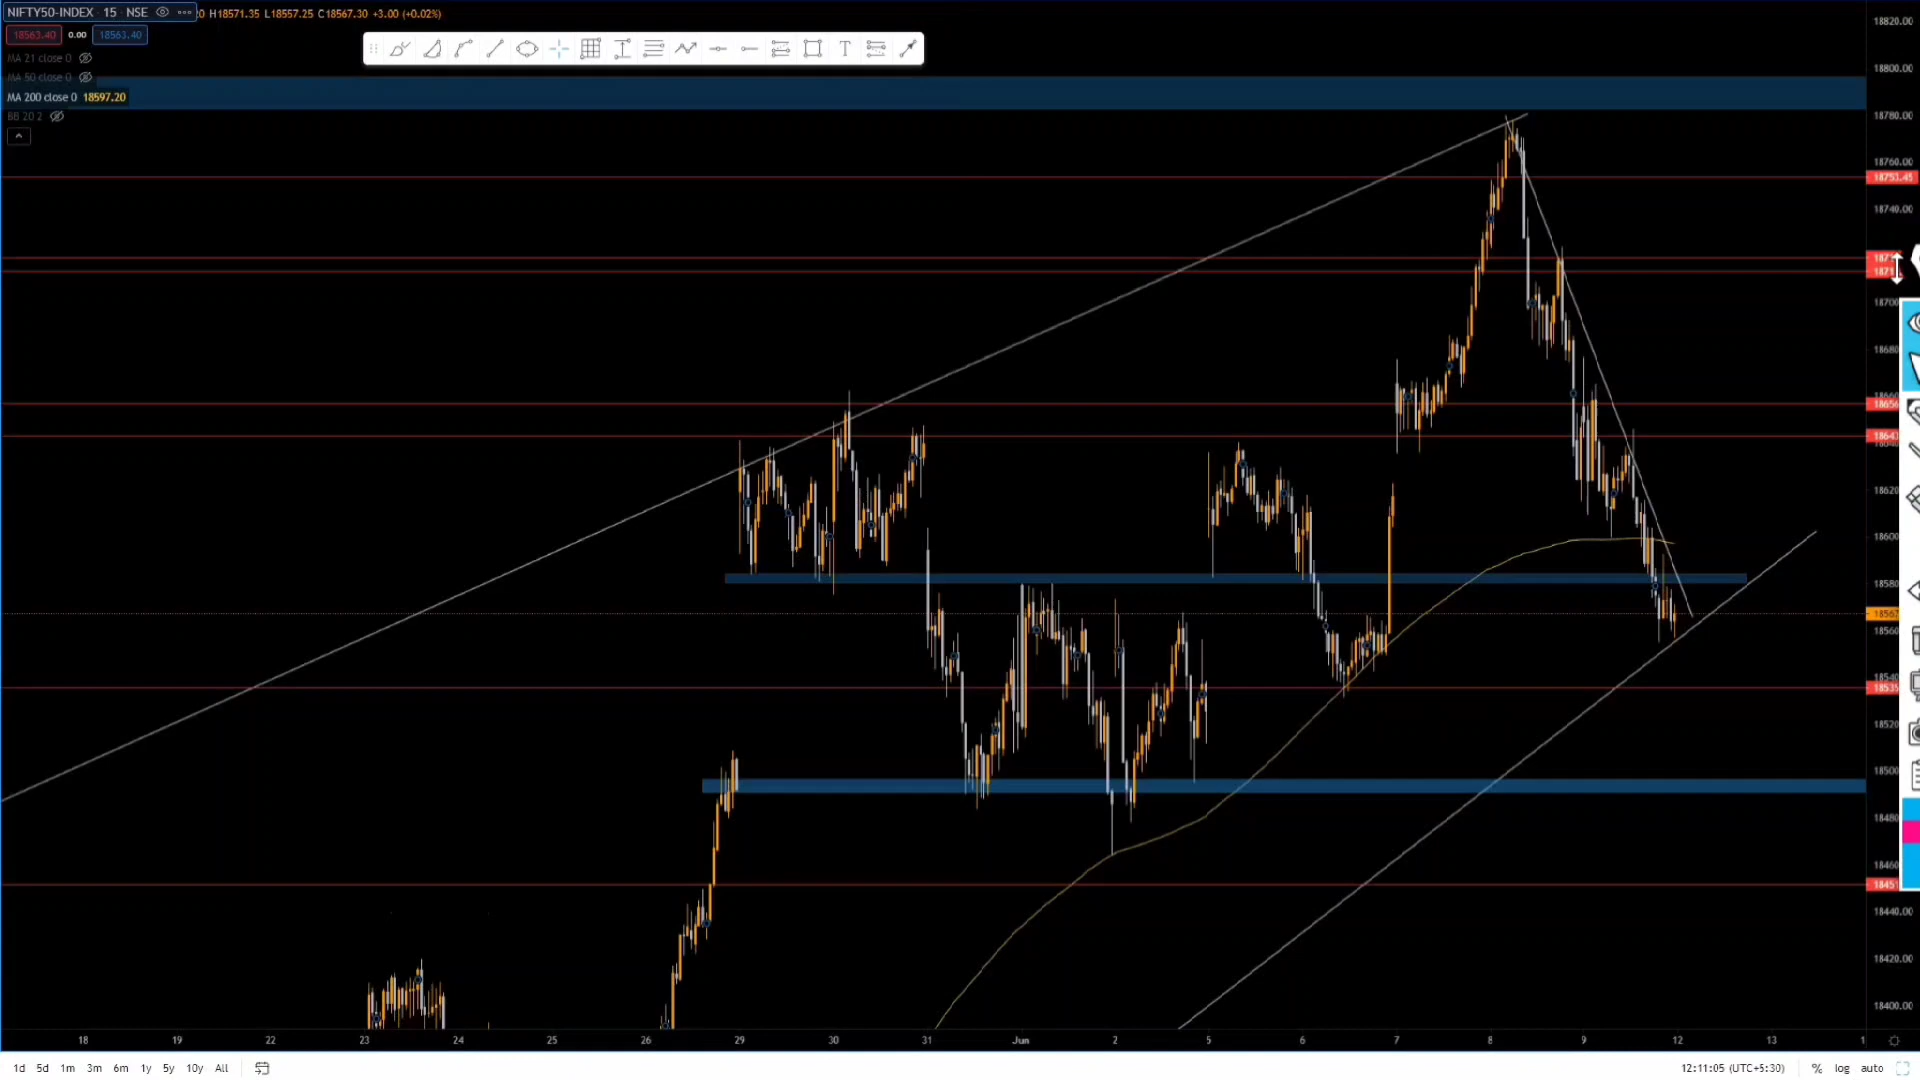 NIFTY50-INDEX · 15 · NSE ··· 20 H18571.35 L18557.25 C18567.30 +3.00 (+0.02%)
18563.40 0.00 18563.40
MA 21 close 0
MA 50 close 0
MA 200 close 0 18597.20
BB 20 2
T
18820.00
18800.00
18780.00
18760.00
18753.45
18740.00
18700
18680
18656
18643
18620
18600
18580
18567
18560
18540
18535
18520
18500
18480
18460
18451
18440.00
18420.00
18400.00
18 19 22 23 24 25 26 29 30 31 Jun 2 5 6 7 8 9 12 13 1
1d 5d 1m 3m 6m 1y 5y 10y All 12:11:05 (UTC+5:30) % log auto